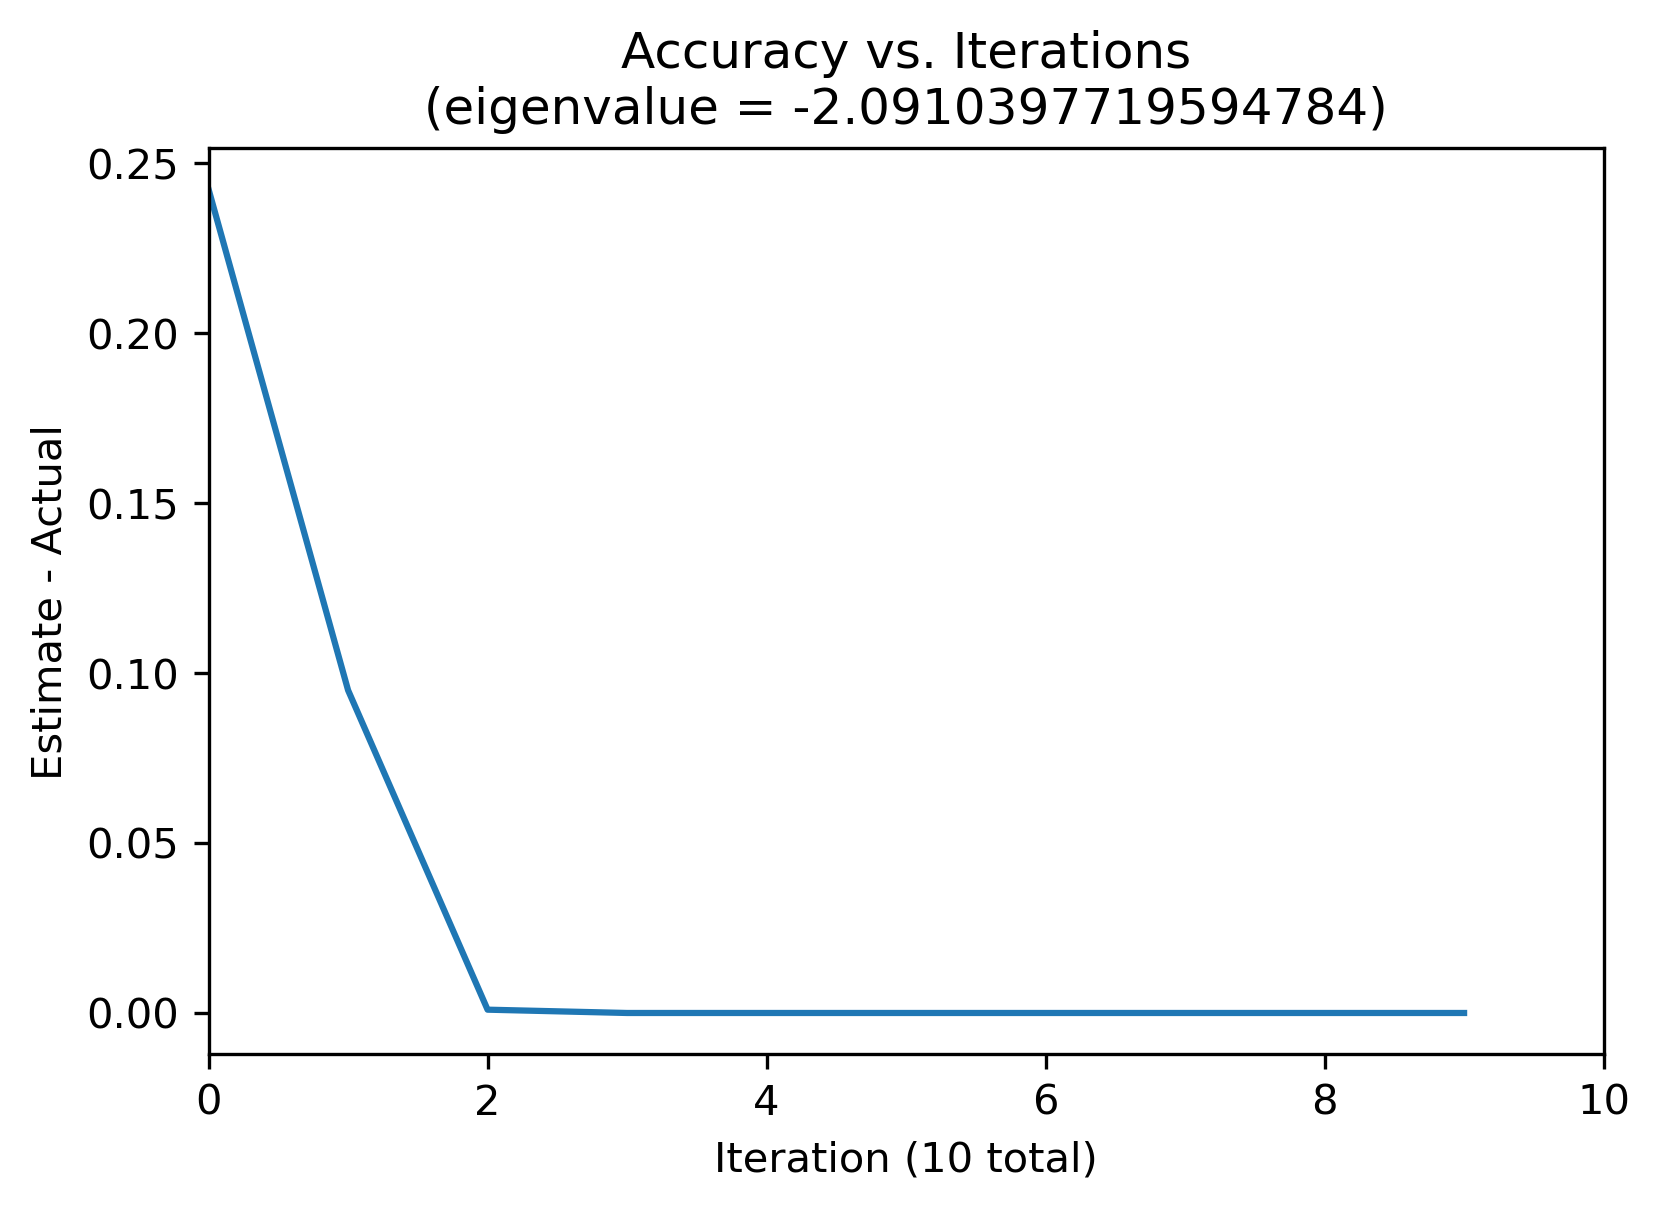 Accuracy vs. Iterations
(eigenvalue = -2.0910397719594784)
0.25
0.20
0.15
0.10
0.05
0.00
Estimate - Actual
0 2 4 6 8 10
Iteration (10 total)